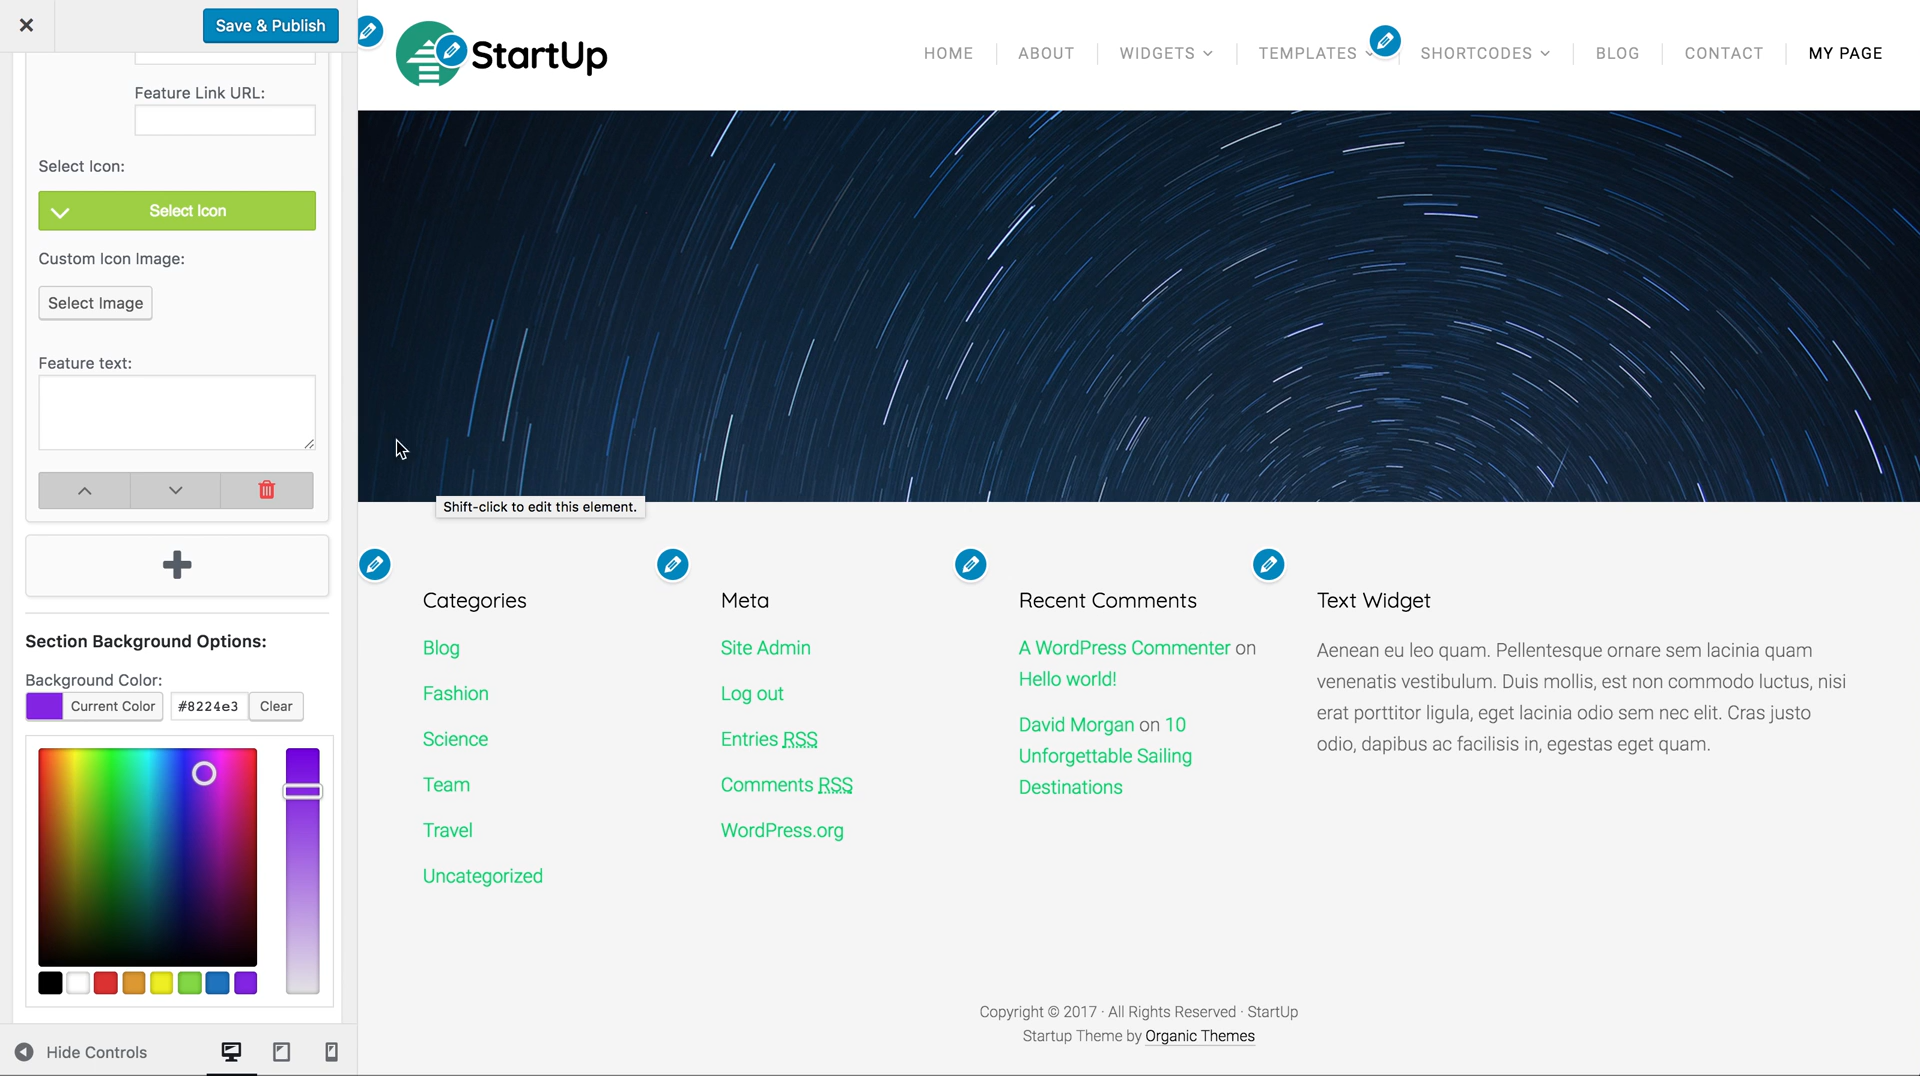 Save & Publish
Feature Link URL:
Select Icon:
Select Icon
Custom Icon Image:
Select Image
Feature text:
Section Background Options:
Background Color:
Current Color
#8224e3
Clear
Hide Controls
StartUp
HOME
ABOUT
WIDGETS
TEMPLATES
SHORTCODES
BLOG
CONTACT
MY PAGE
Shift-click to edit this element.
Categories
Blog
Fashion
Science
Team
Travel
Uncategorized
Meta
Site Admin
Log out
Entries RSS
Comments RSS
WordPress.org
Recent Comments
A WordPress Commenter on
Hello world!
David Morgan on 10
Unforgettable Sailing
Destinations
Text Widget
Aenean eu leo quam. Pellentesque ornare sem lacinia quam
venenatis vestibulum. Duis mollis, est non commodo luctus, nisi
erat porttitor ligula, eget lacinia odio sem nec elit. Cras justo
odio, dapibus ac facilisis in, egestas eget quam.
Copyright © 2017 · All Rights Reserved · StartUp
Startup Theme by Organic Themes